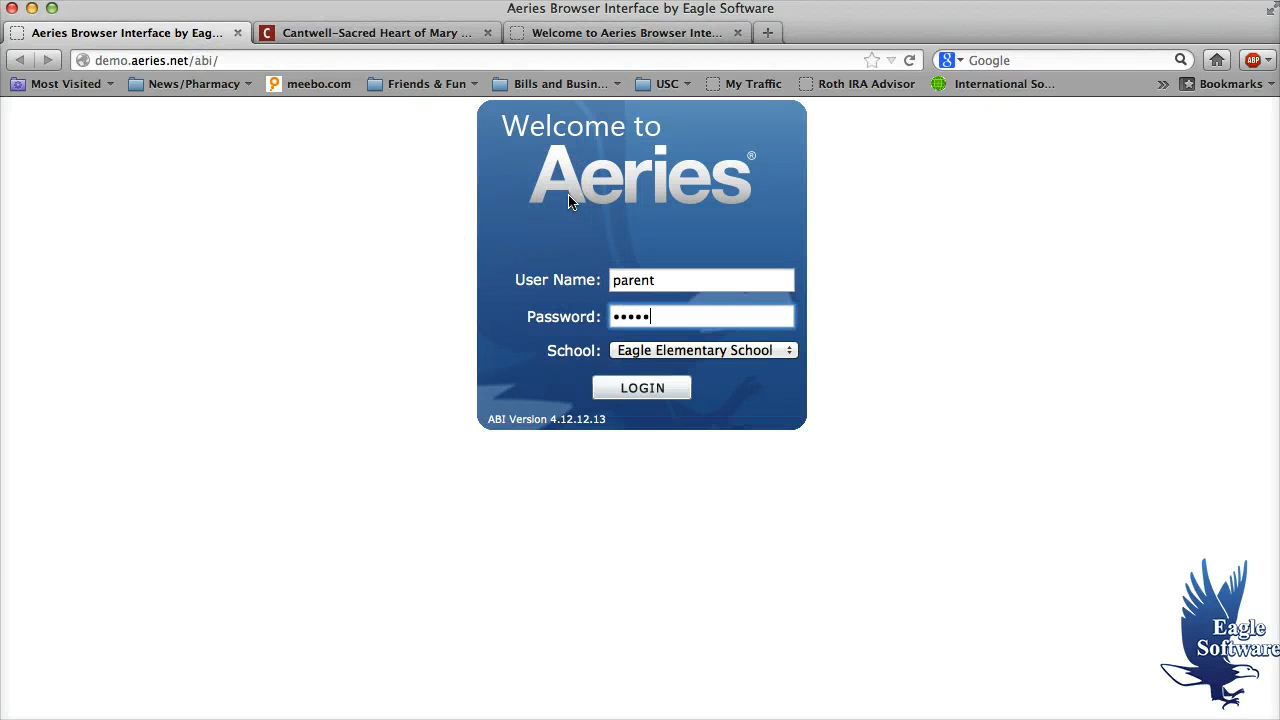 Aeries Browser Interface by Eagle Software
Aeries Browser Interface by Eag...
Cantwell-Sacred Heart of Mary ...
Welcome to Aeries Browser Inte...
demo.aeries.net/abi/
Google
ABP
Most Visited
News/Pharmacy
meebo.com
Friends & Fun
Bills and Busin...
USC
My Traffic
Roth IRA Advisor
International So...
Bookmarks
Welcome to
Aeries®
User Name: parent
Password: •••••
School: Eagle Elementary School
LOGIN
ABI Version 4.12.12.13
Eagle
Software